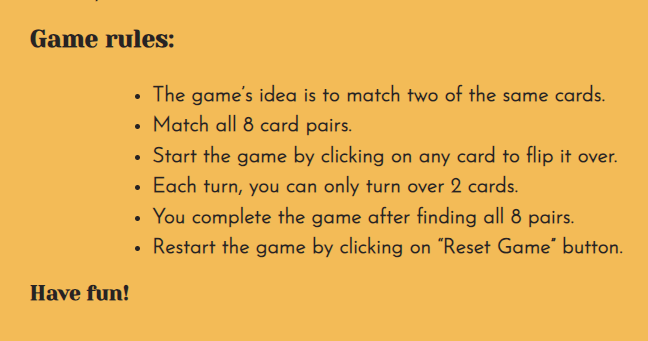 Game rules:
• The game's idea is to match two of the same cards.
• Match all 8 card pairs.
• Start the game by clicking on any card to flip it over.
• Each turn, you can only turn over 2 cards.
• You complete the game after finding all 8 pairs.
• Restart the game by clicking on "Reset Game" button.
Have fun!